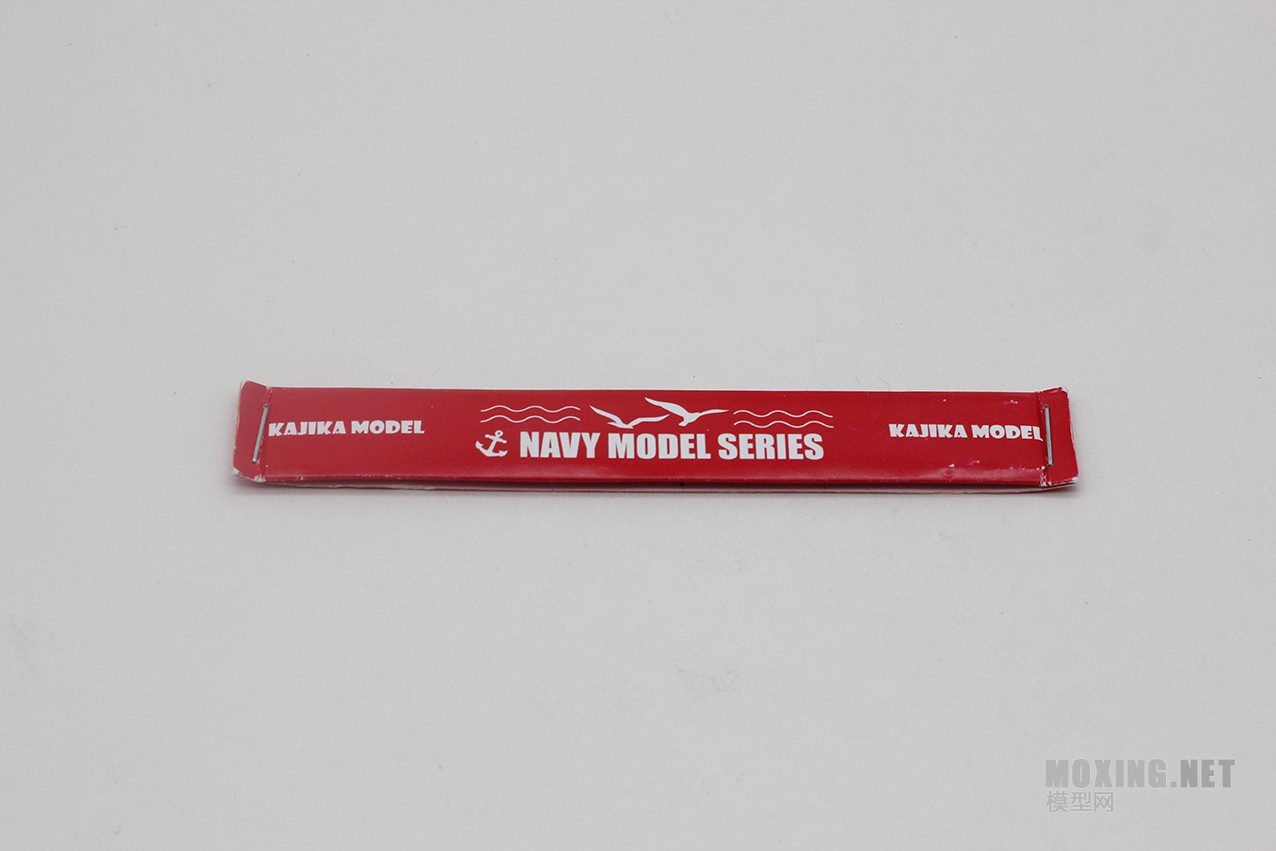 KAJIKA MODEL
NAVY MODEL SERIES
KAJIKA MODEL
MOXING.NET
模型网